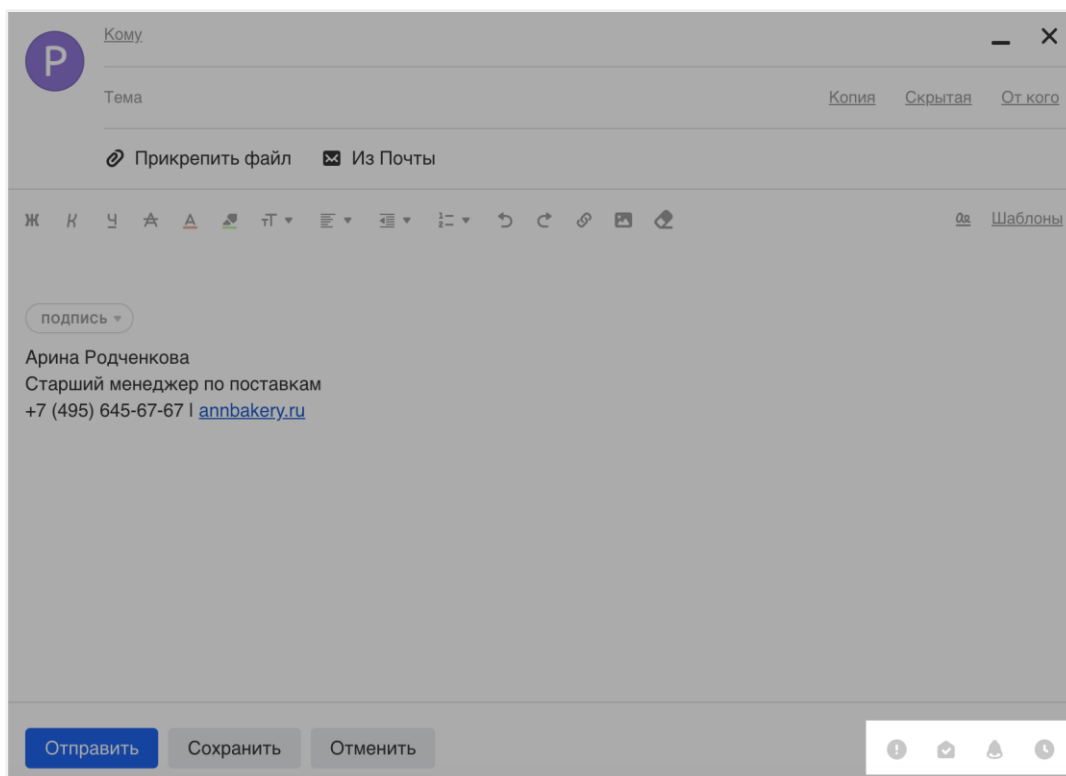 Р
Кому
Тема
Копия Скрытая От кого
Прикрепить файл Из Почты
Ж К У А А тТ Шаблоны
подпись
Арина Родченкова
Старший менеджер по поставкам
+7 (495) 645-67-67 | annbakery.ru
Отправить Сохранить Отменить